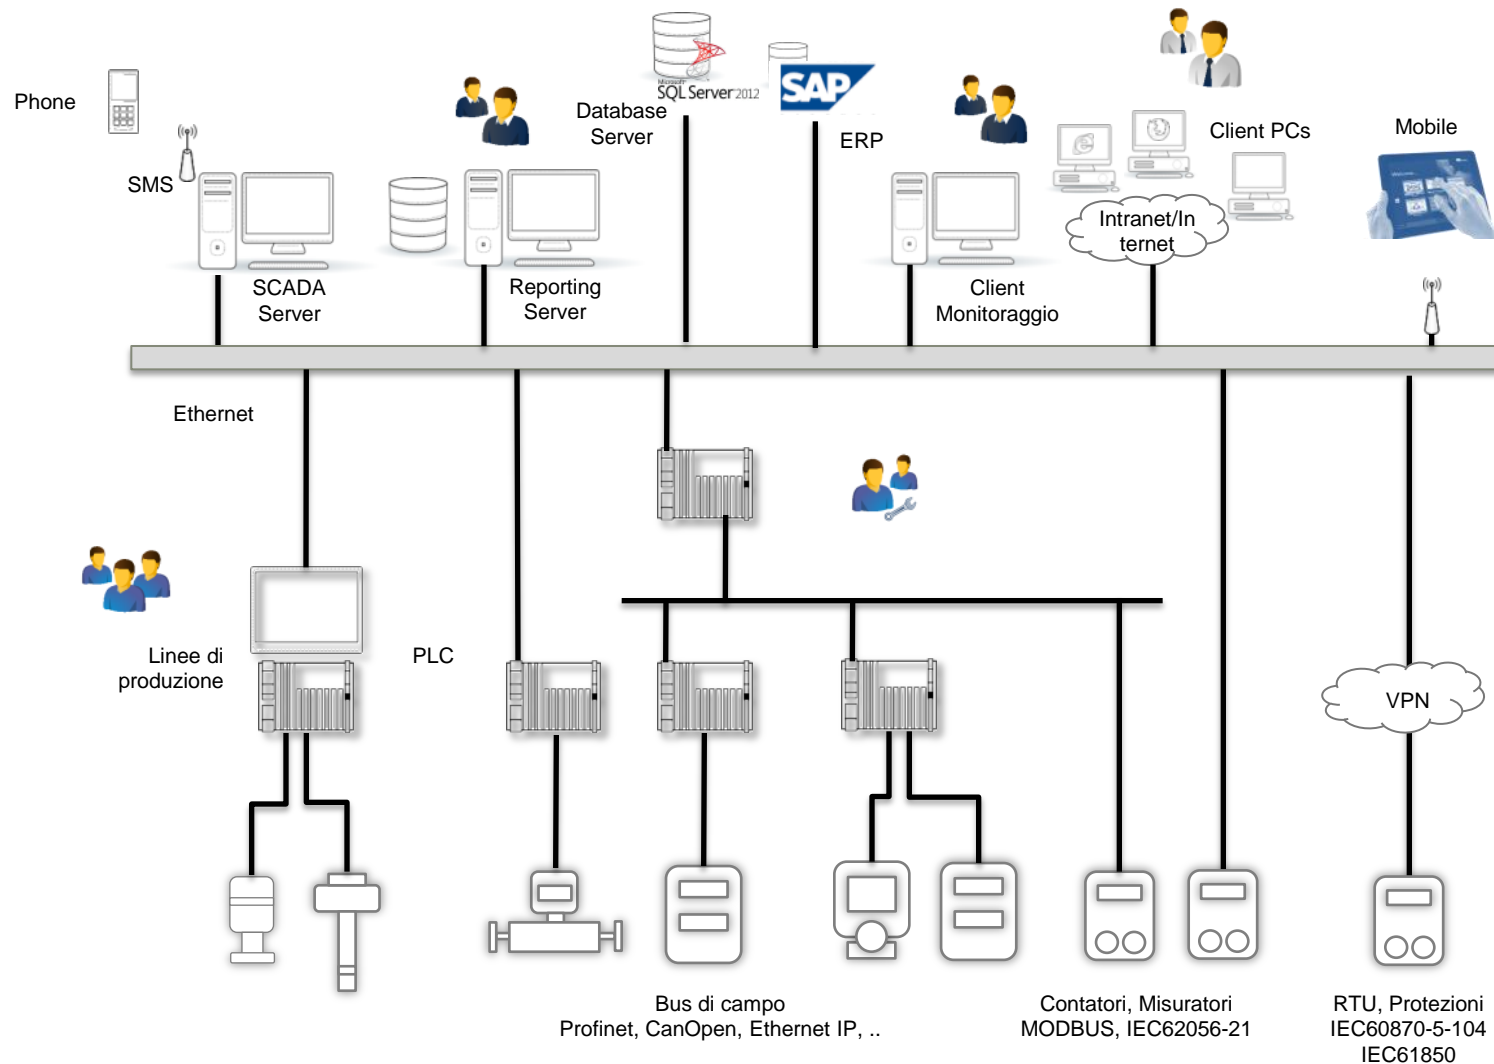 Phone
SMS
SCADA
Server
Reporting
Server
Database
Server
Microsoft
SQL Server 2012
SAP
ERP
Client
Monitoraggio
Client PCs
Intranet/In
ternet
Mobile
Ethernet
Linee di
produzione
PLC
VPN
Bus di campo
Profinet, CanOpen, Ethernet IP, ..
Contatori, Misuratori
MODBUS, IEC62056-21
RTU, Protezioni
IEC60870-5-104
IEC61850